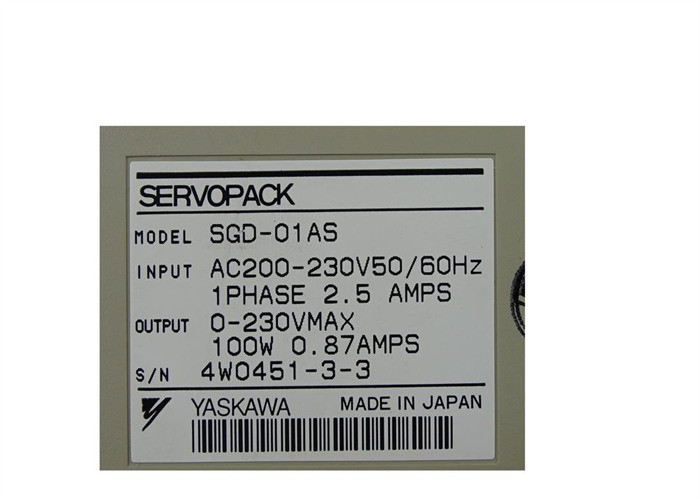 SERVOPACK
MODEL SGD-01AS
INPUT AC200-230V50/60Hz
1PHASE 2.5 AMPS
OUTPUT 0-230VMAX
100W 0.87AMPS
S/N 4W0451-3-3
YASKAWA MADE IN JAPAN